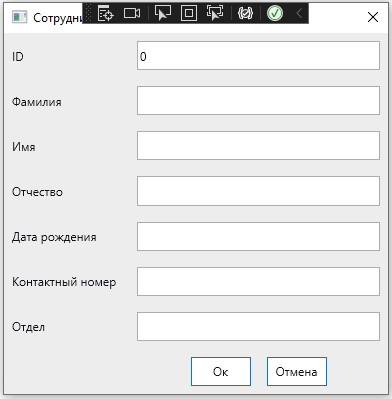 Сотрудни
ID 0
Фамилия
Имя
Отчество
Дата рождения
Контактный номер
Отдел
Ок Отмена